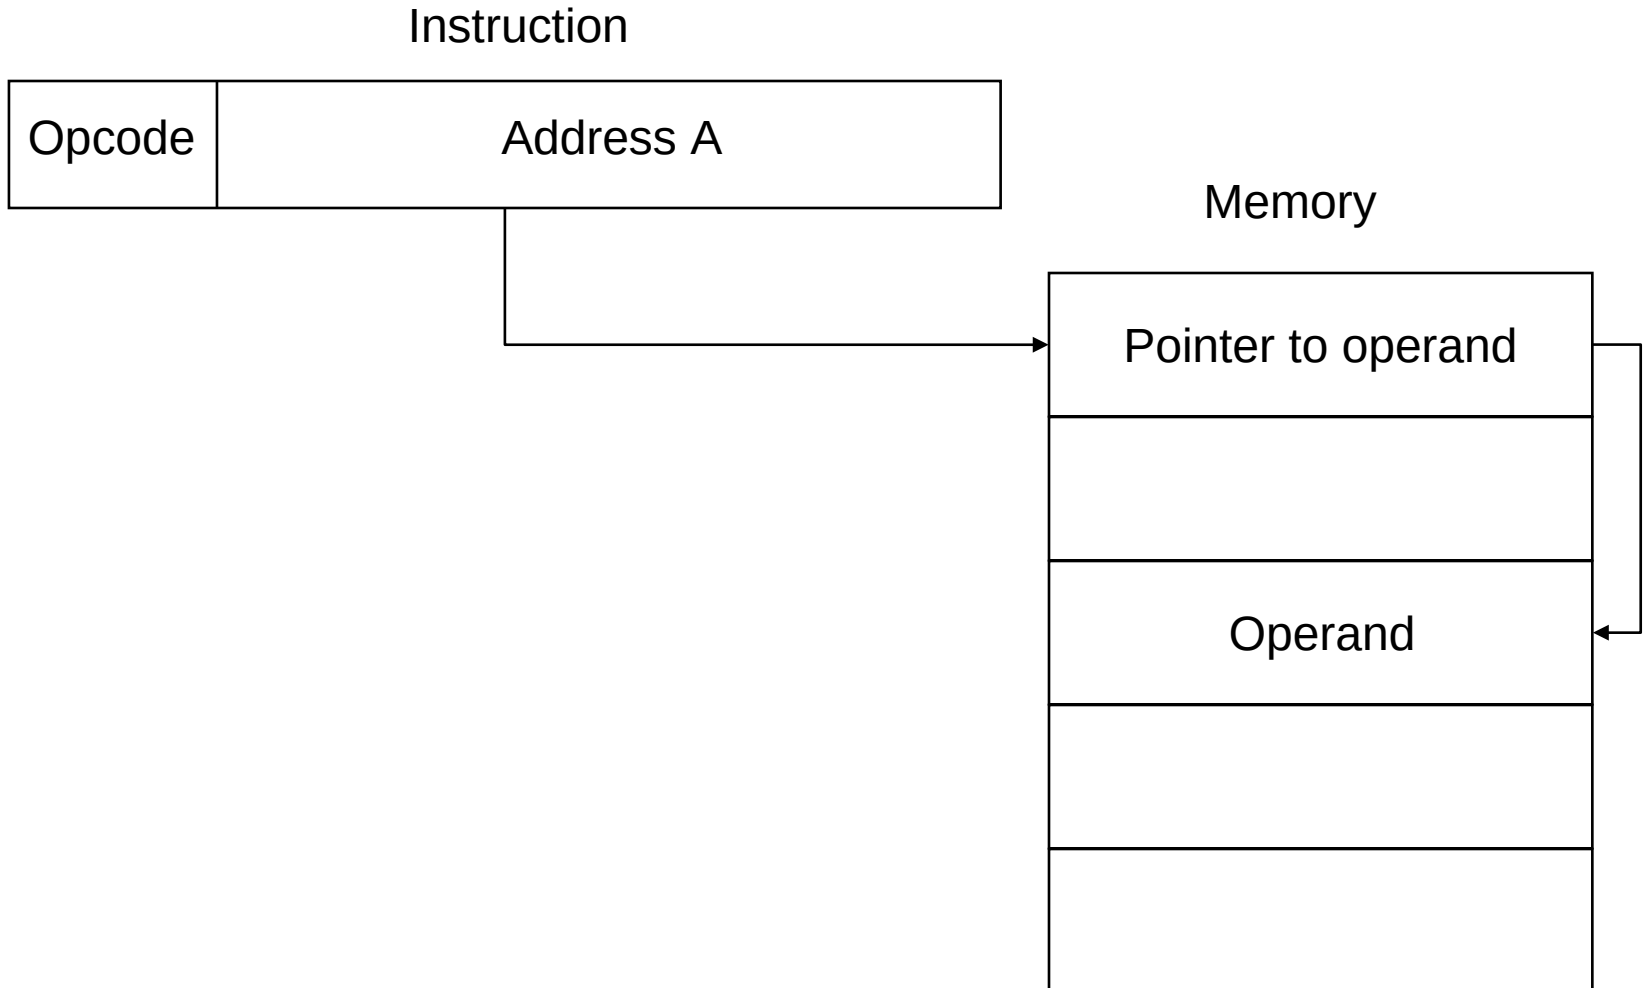 Instruction
Opcode
Address A
Memory
Pointer to operand
Operand